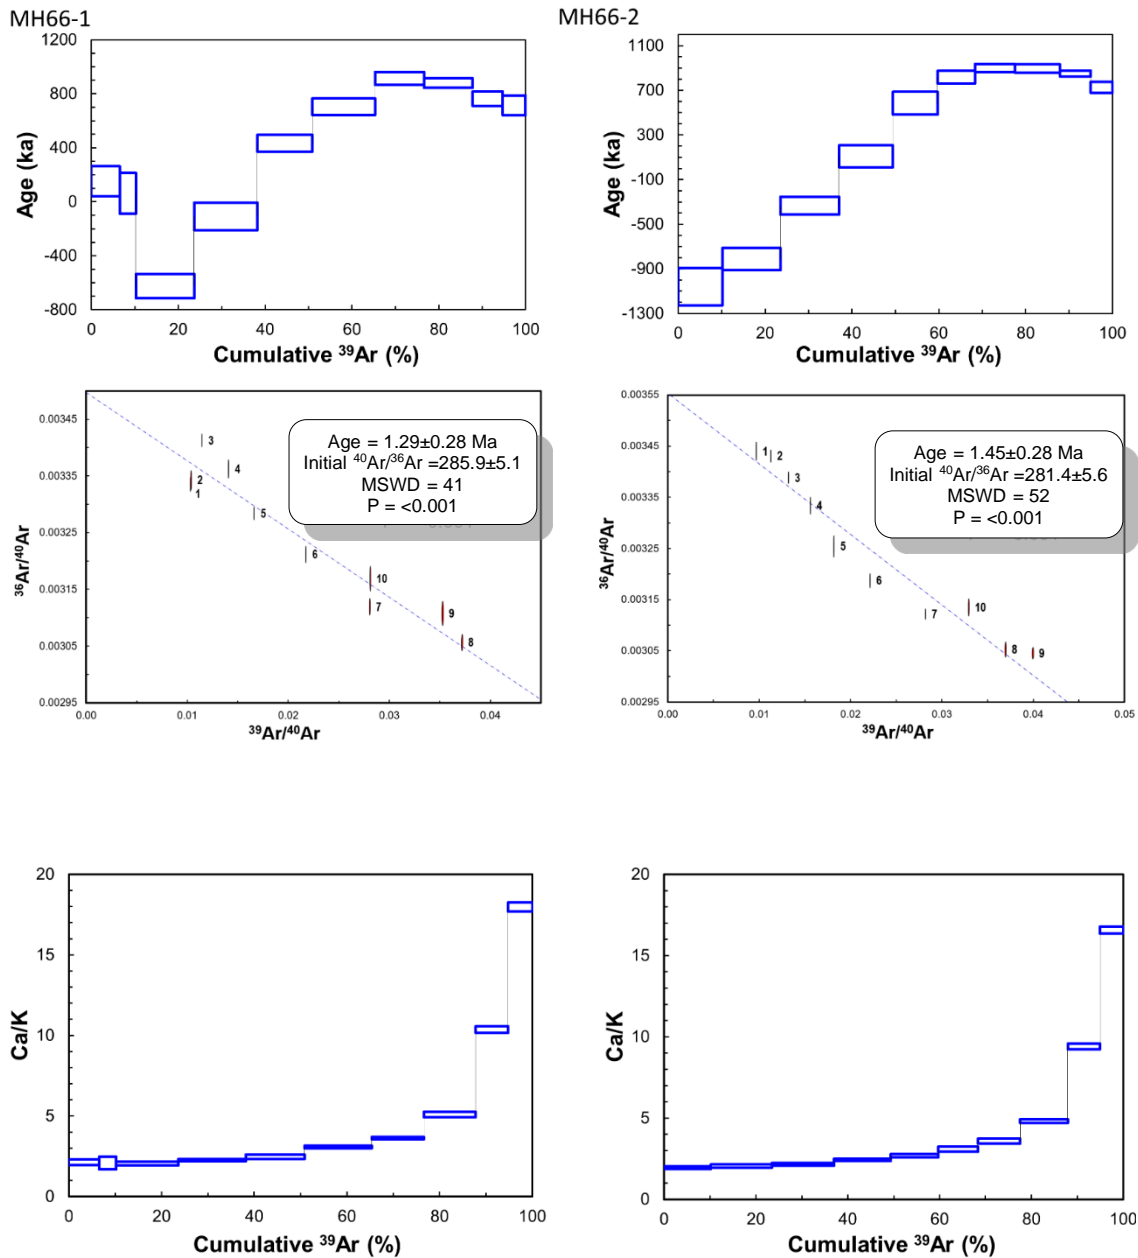 MH66-1
MH66-2
1200
800
400
0
-400
-800
Age (ka)
0 20 40 60 80 100
Cumulative ³⁹Ar (%)
1100
700
300
-100
-500
-900
-1300
Age (ka)
0 20 40 60 80 100
Cumulative ³⁹Ar (%)
0.00345
0.00335
0.00325
0.00315
0.00305
0.00295
³⁶Ar/⁴⁰Ar
3
4
2
1
5
6
10
7
9
8
Age = 1.29±0.28 Ma
Initial ⁴⁰Ar/³⁶Ar =285.9±5.1
MSWD = 41
P = <0.001
0.00 0.01 0.02 0.03 0.04
³⁹Ar/⁴⁰Ar
0.00355
0.00345
0.00335
0.00325
0.00315
0.00305
0.00295
³⁶Ar/⁴⁰Ar
1
2
3
4
5
6
7
10
8
9
Age = 1.45±0.28 Ma
Initial ⁴⁰Ar/³⁶Ar =281.4±5.6
MSWD = 52
P = <0.001
0.00 0.01 0.02 0.03 0.04 0.05
³⁹Ar/⁴⁰Ar
20
15
10
5
0
Ca/K
0 20 40 60 80 100
Cumulative ³⁹Ar (%)
20
15
10
5
0
Ca/K
0 20 40 60 80 100
Cumulative ³⁹Ar (%)